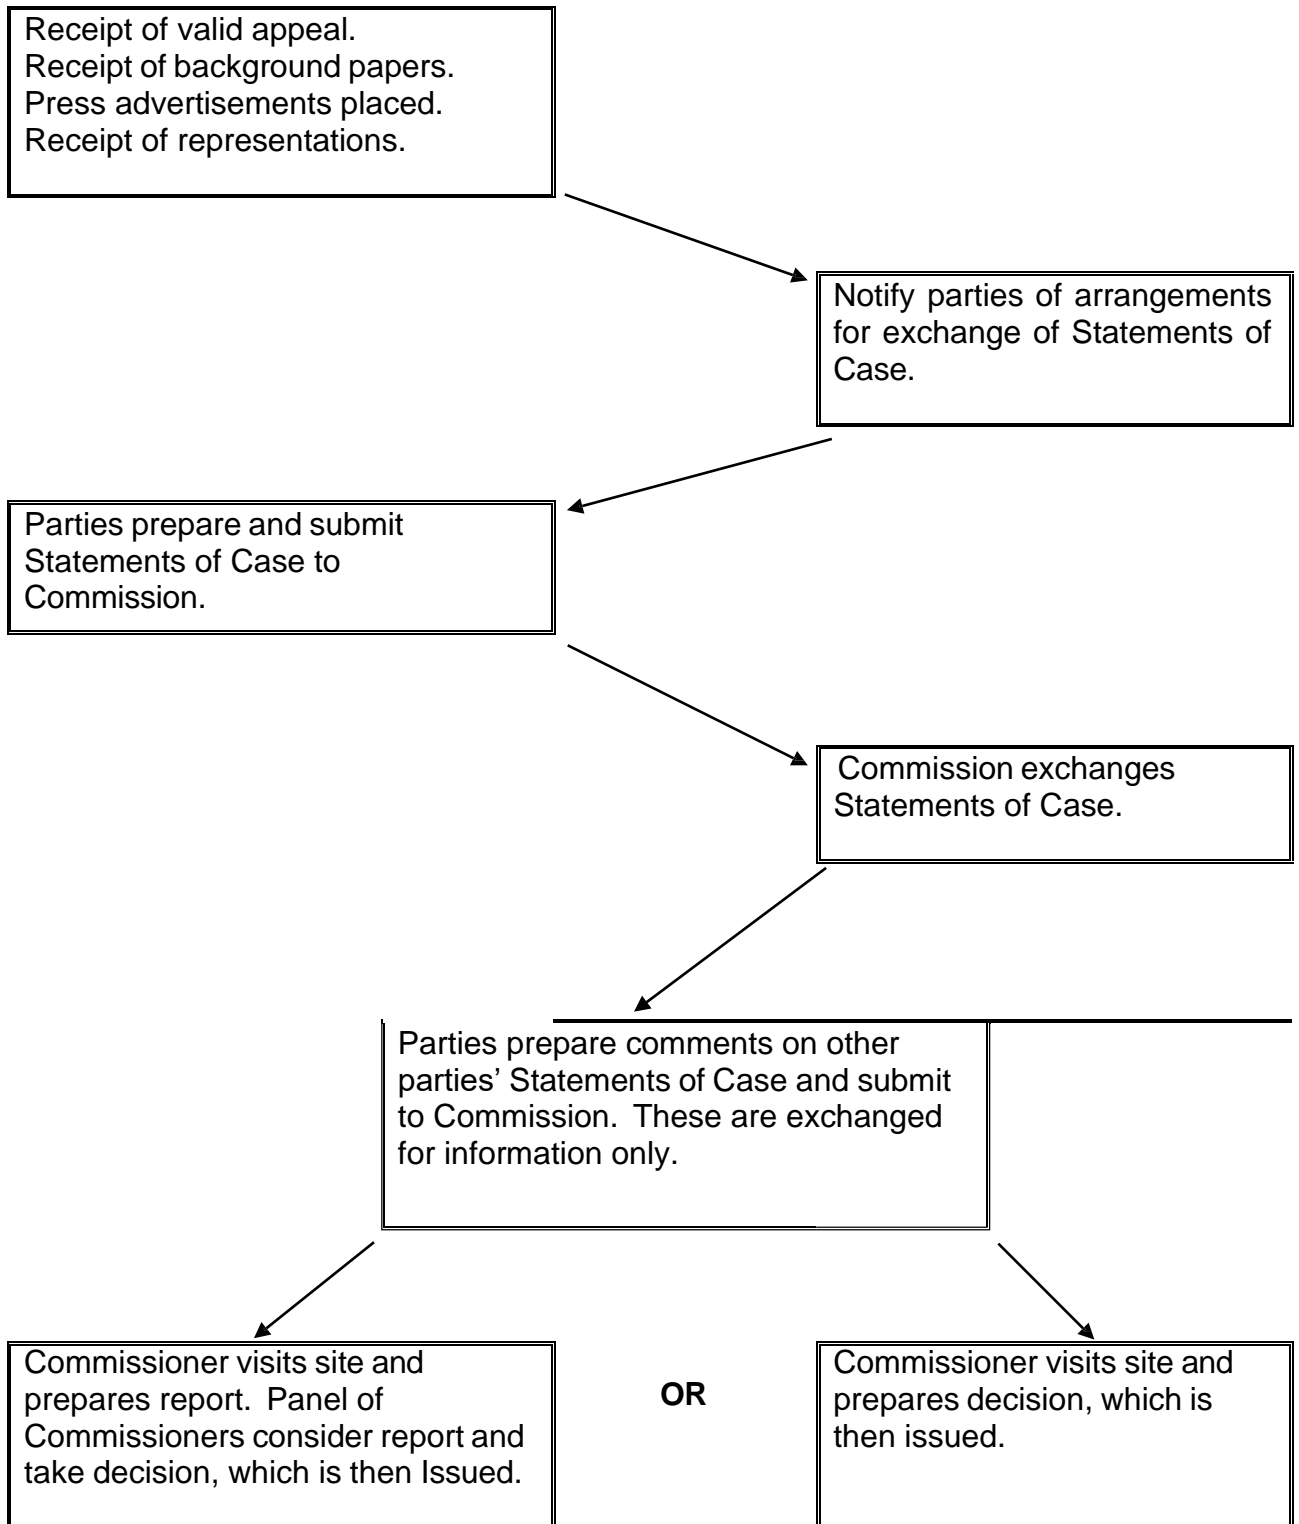 Receipt of valid appeal.
Receipt of background papers.
Press advertisements placed.
Receipt of representations.
Notify parties of arrangements
for exchange of Statements of
Case.
Parties prepare and submit
Statements of Case to
Commission.
Commission exchanges
Statements of Case.
Parties prepare comments on other
parties’ Statements of Case and submit
to Commission.  These are exchanged
for information only.
Commissioner visits site and
prepares report.  Panel of
Commissioners consider report and
take decision, which is then Issued.
OR
Commissioner visits site and
prepares decision, which is
then issued.